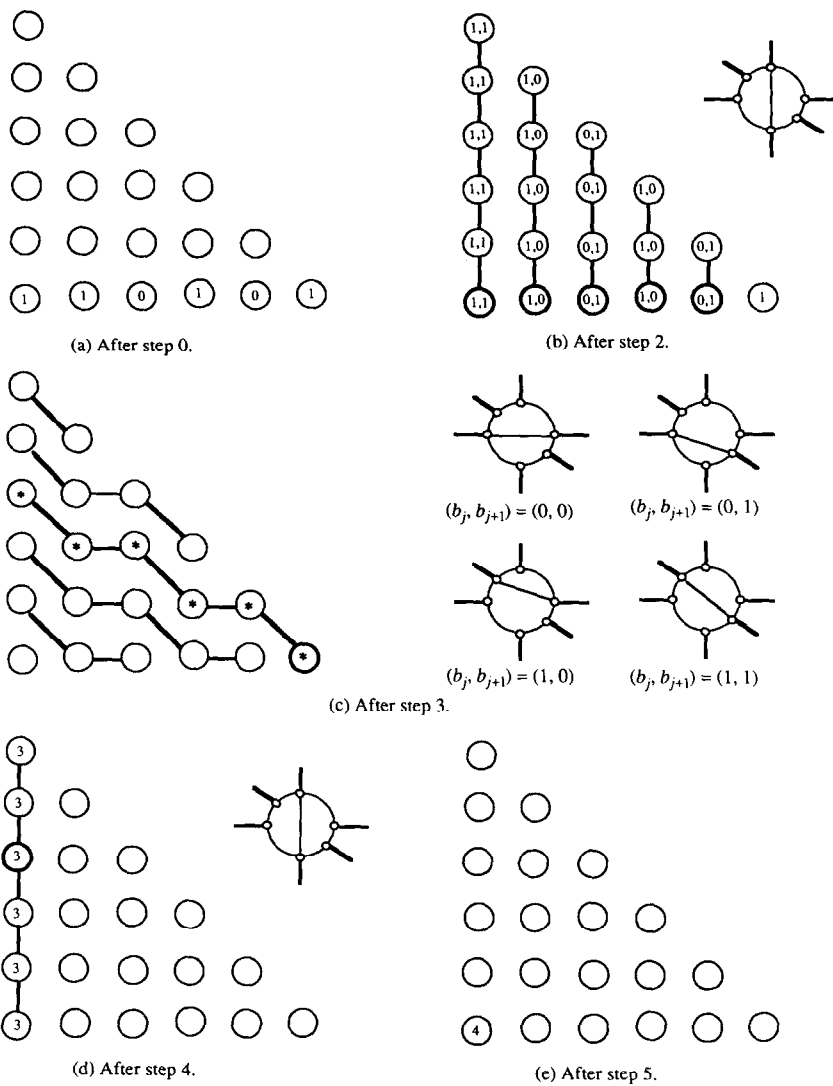 1 1 0 1 0 1
(a) After step 0.
1,1
1,1 1,0
1,1 1,0 0,1
1,1 1,0 0,1 1,0
1,1 1,0 0,1 1,0 0,1
1,1 1,0 0,1 1,0 0,1 1
(b) After step 2.
*
* *
* *
*
(b_j, b_{j+1}) = (0, 0) (b_j, b_{j+1}) = (0, 1)
(b_j, b_{j+1}) = (1, 0) (b_j, b_{j+1}) = (1, 1)
(c) After step 3.
3
3
3
3
3
3
(d) After step 4.
4
(e) After step 5.